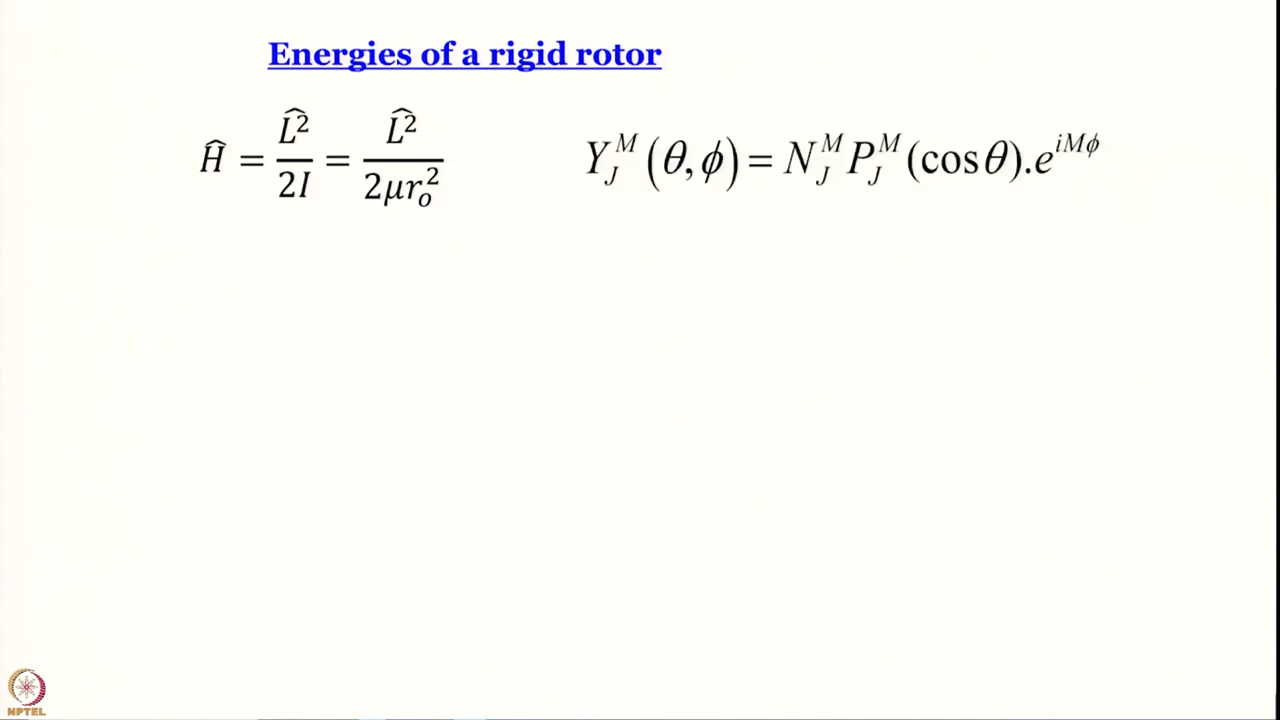 Energies of a rigid rotor
Ĥ = L̂²/2I = L̂²/2μr₀²
Y_J^M(θ,ϕ) = N_J^M P_J^M(cosθ).e^{iMϕ}
NPTEL